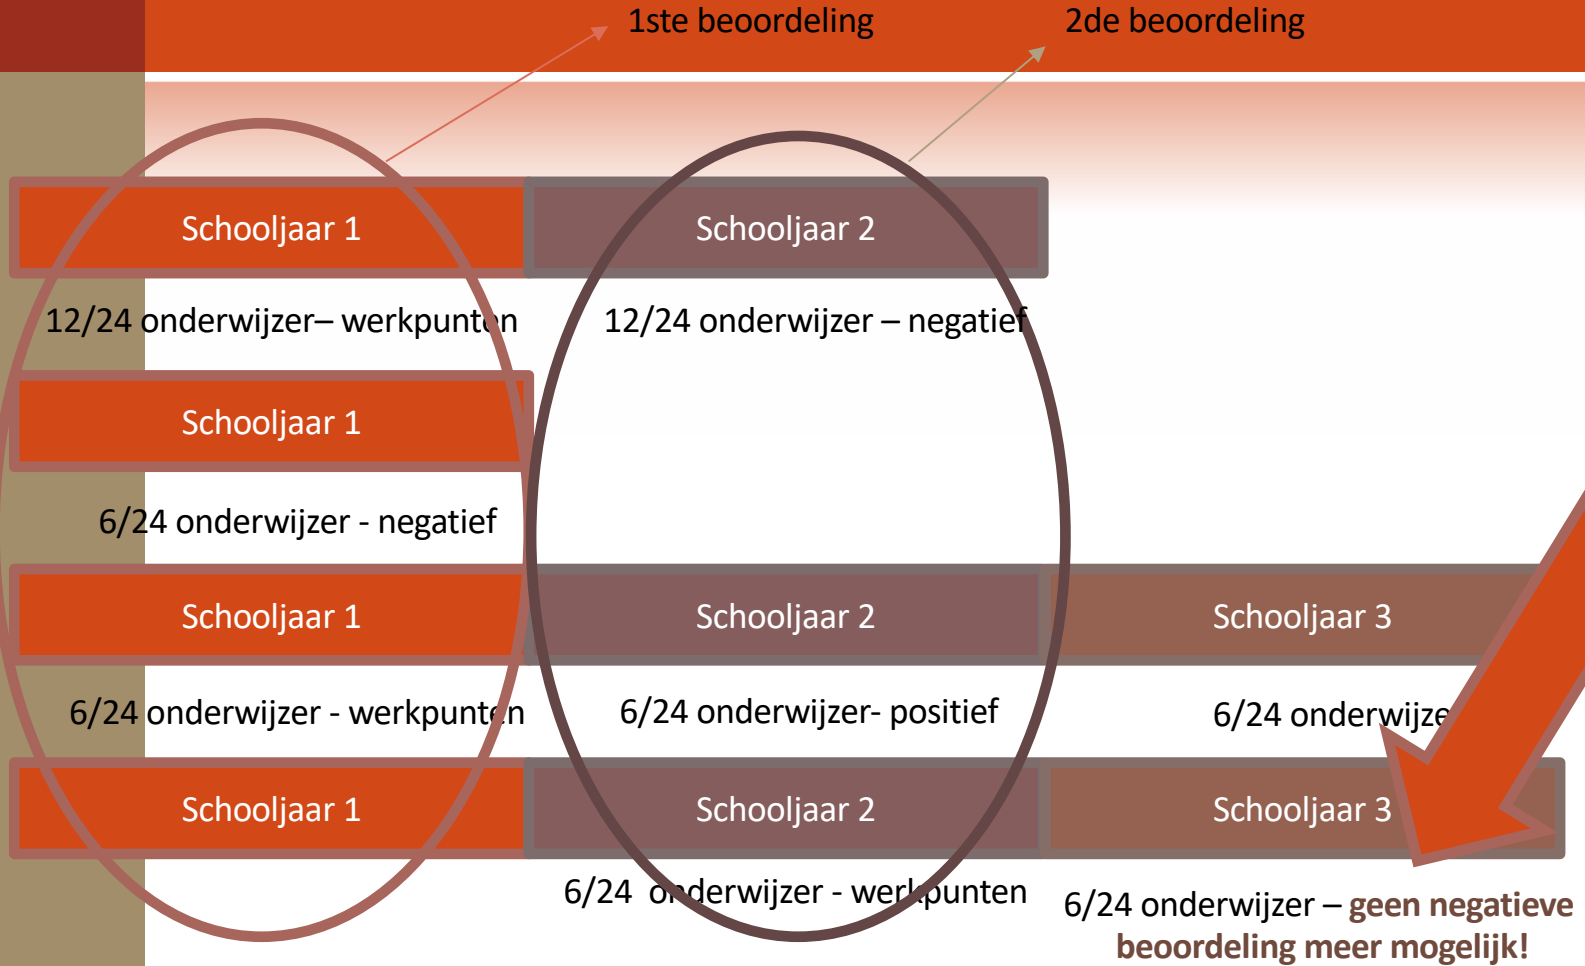 1ste beoordeling
2de beoordeling
Schooljaar 1
Schooljaar 2
12/24 onderwijzer– werkpunten
12/24 onderwijzer – negatief
Schooljaar 1
6/24 onderwijzer - negatief
Schooljaar 1
Schooljaar 2
Schooljaar 3
6/24 onderwijzer - werkpunten
6/24 onderwijzer- positief
6/24 onderwijze
Schooljaar 1
Schooljaar 2
Schooljaar 3
6/24 onderwijzer - werkpunten
6/24 onderwijzer – geen negatieve
beoordeling meer mogelijk!